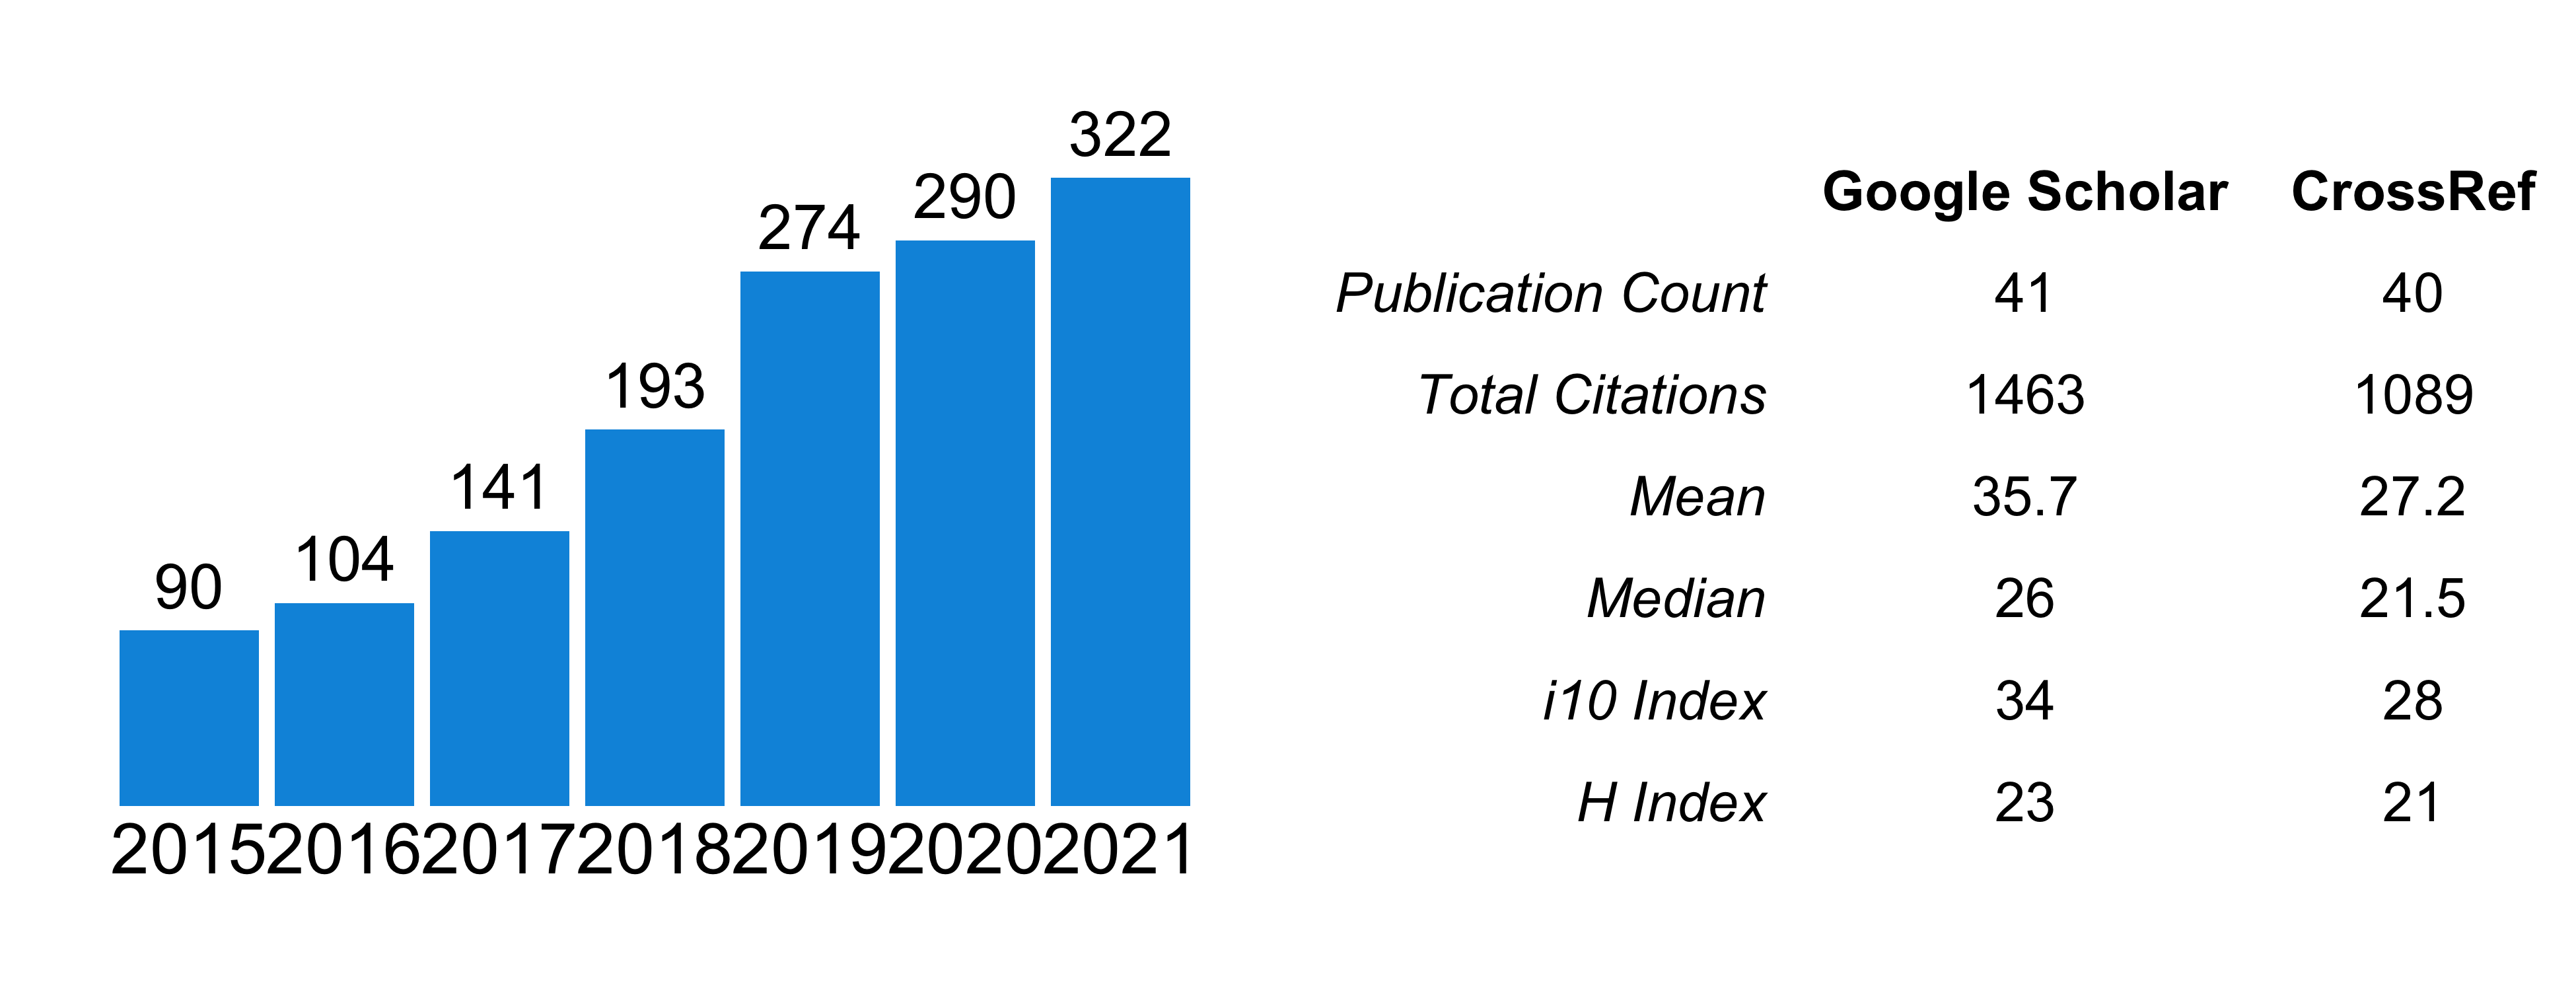 322
290
274
193
141
104
90
2015 2016 2017 2018 2019 2020 2021
Google Scholar CrossRef
Publication Count 41 40
Total Citations 1463 1089
Mean 35.7 27.2
Median 26 21.5
i10 Index 34 28
H Index 23 21